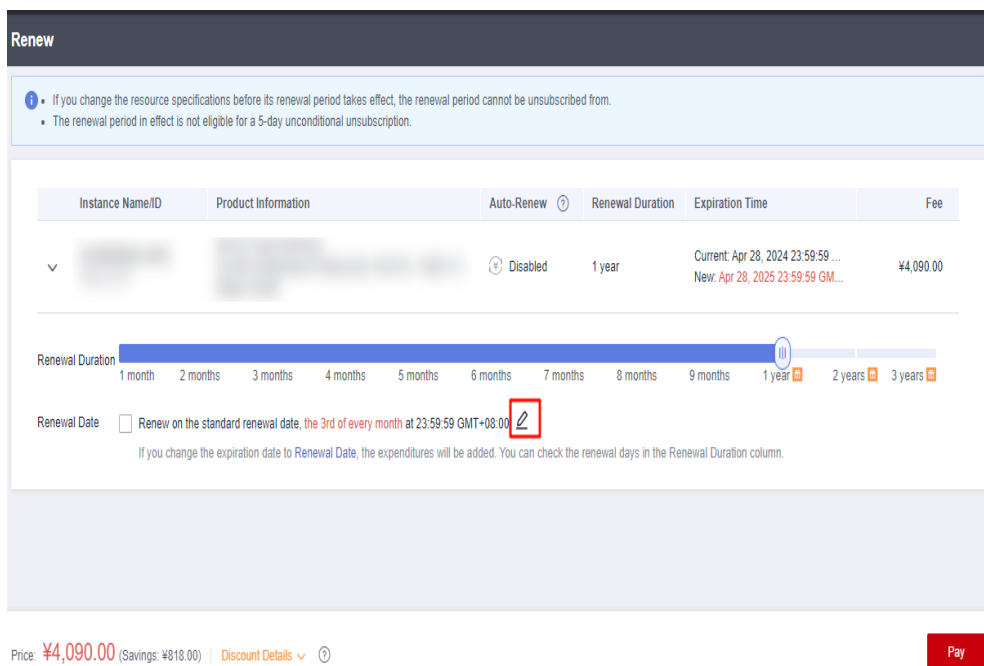 Renew
• If you change the resource specifications before its renewal period takes effect, the renewal period cannot be unsubscribed from.
• The renewal period in effect is not eligible for a 5-day unconditional unsubscription.
Instance Name/ID Product Information Auto-Renew ? Renewal Duration Expiration Time Fee
Disabled 1 year Current: Apr 28, 2024 23:59:59 ... ¥4,090.00
New: Apr 28, 2025 23:59:59 GM...
Renewal Duration
1 month 2 months 3 months 4 months 5 months 6 months 7 months 8 months 9 months 1 year 2 years 3 years
Renewal Date Renew on the standard renewal date, the 3rd of every month at 23:59:59 GMT+08:00
If you change the expiration date to Renewal Date, the expenditures will be added. You can check the renewal days in the Renewal Duration column.
Price: ¥4,090.00 (Savings: ¥818.00) | Discount Details ? Pay